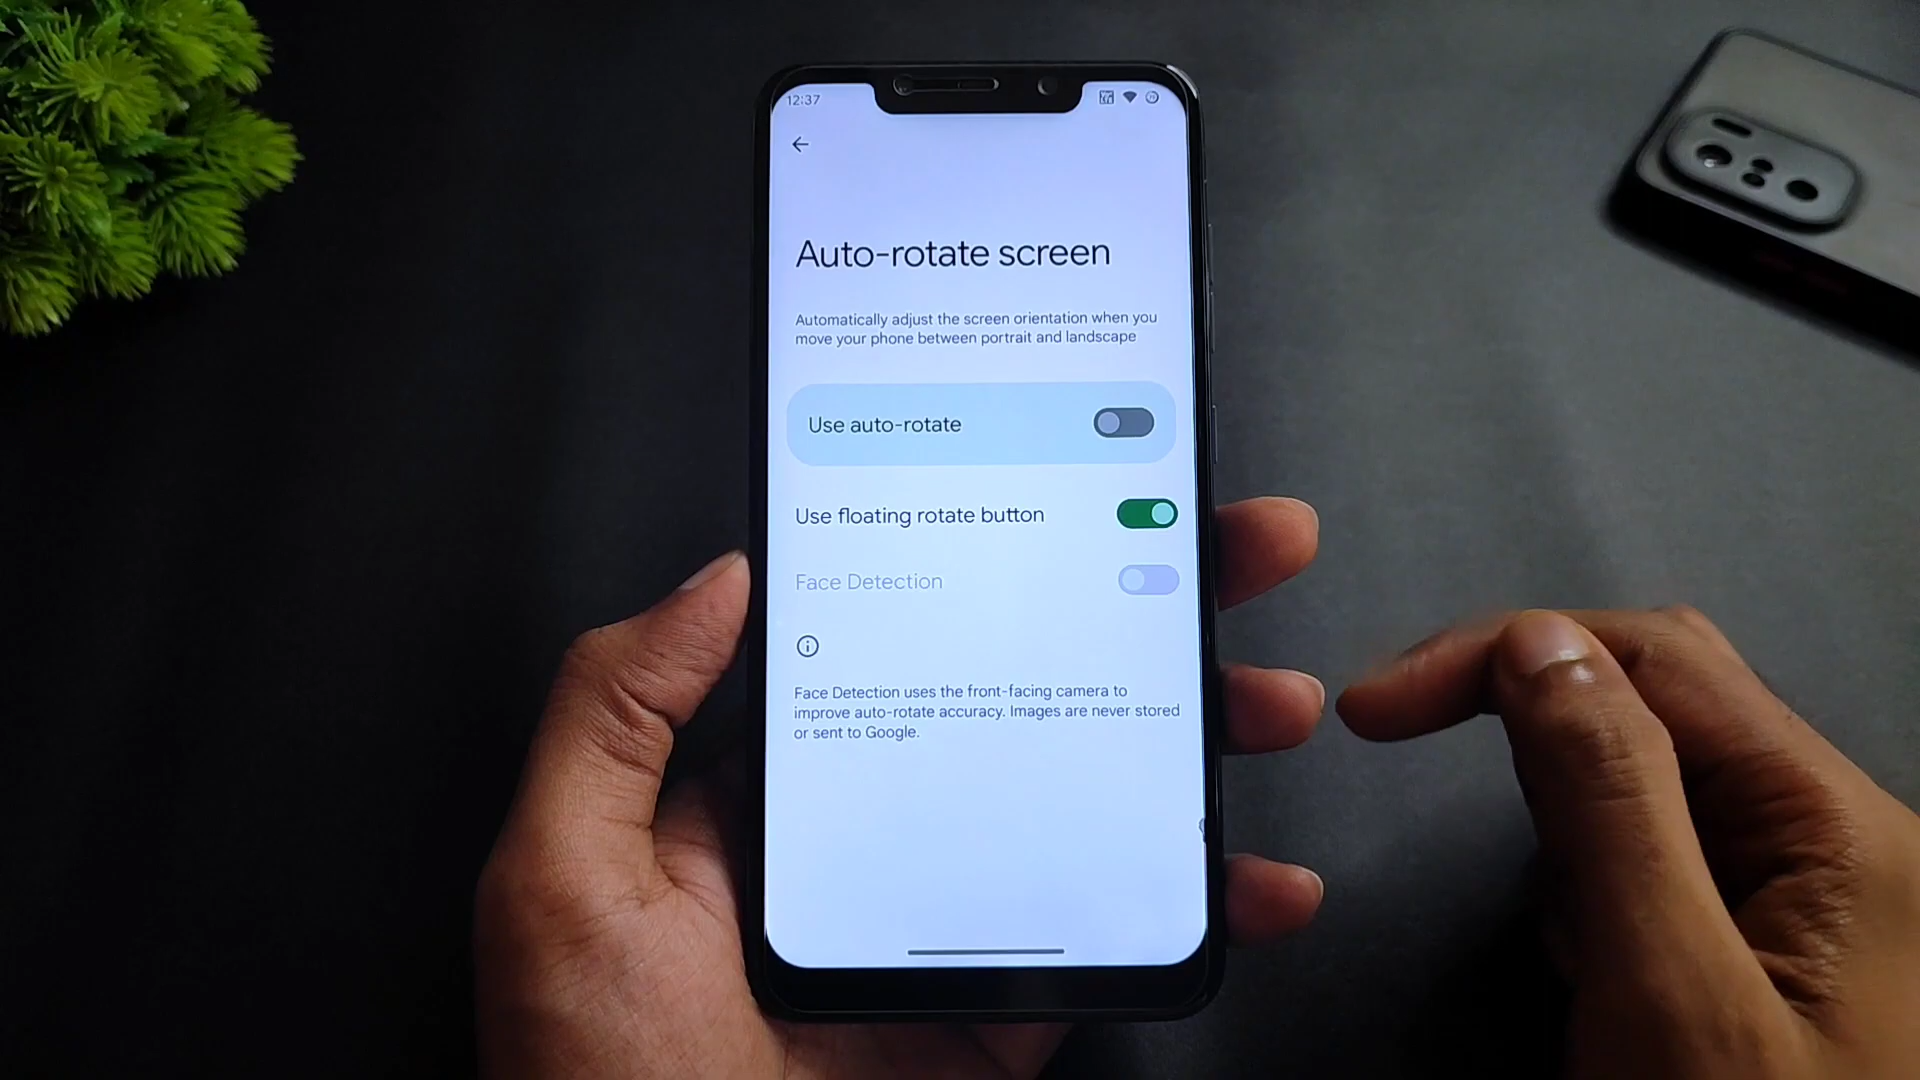 12:37
Auto-rotate screen
Automatically adjust the screen orientation when you
move your phone between portrait and landscape
Use auto-rotate
Use floating rotate button
Face Detection
Face Detection uses the front-facing camera to
improve auto-rotate accuracy. Images are never stored
or sent to Google.